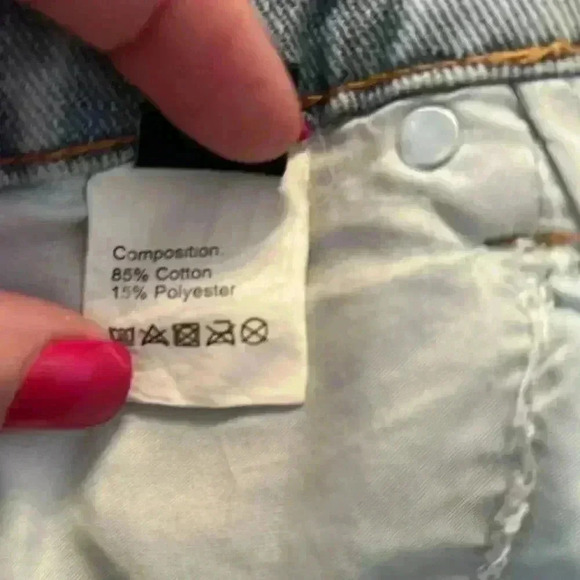 Composition
85% Cotton
15% Polyester